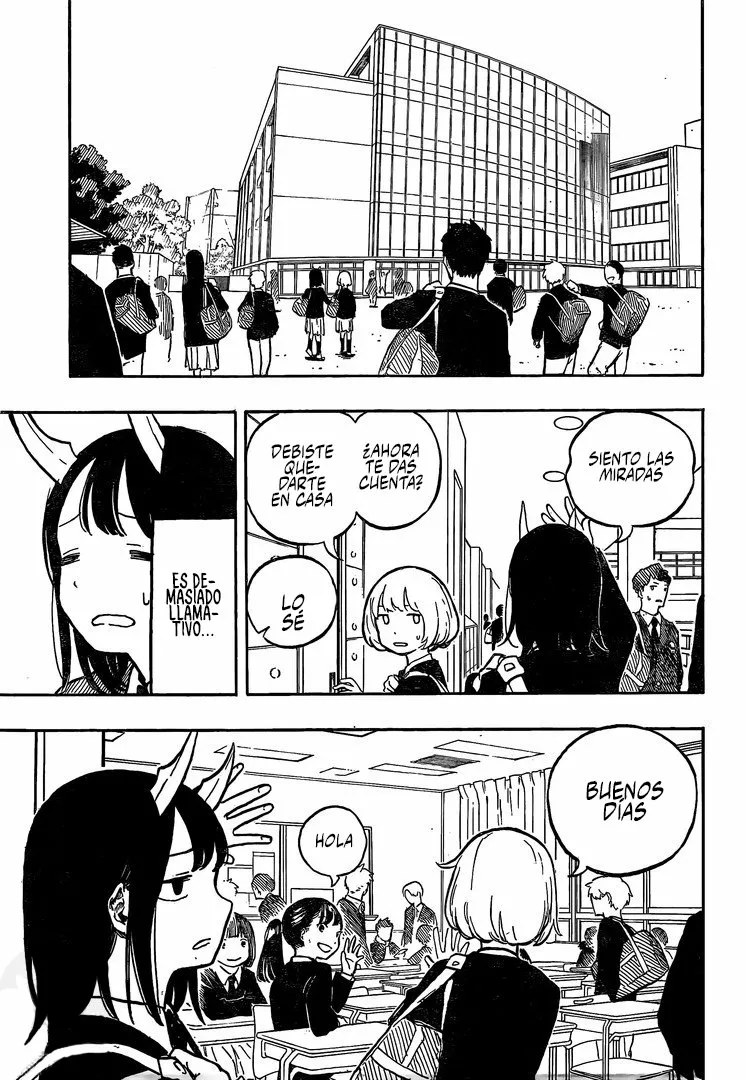 SIENTO LAS
MIRADAS
¿AHORA
TE DAS
CUENTA?
DEBISTE
QUE-
DARTE
EN CASA
LO
SÉ
ES DE-
MASIADO
LLAMA-
TIVO...
BUENOS
DÍAS
HOLA